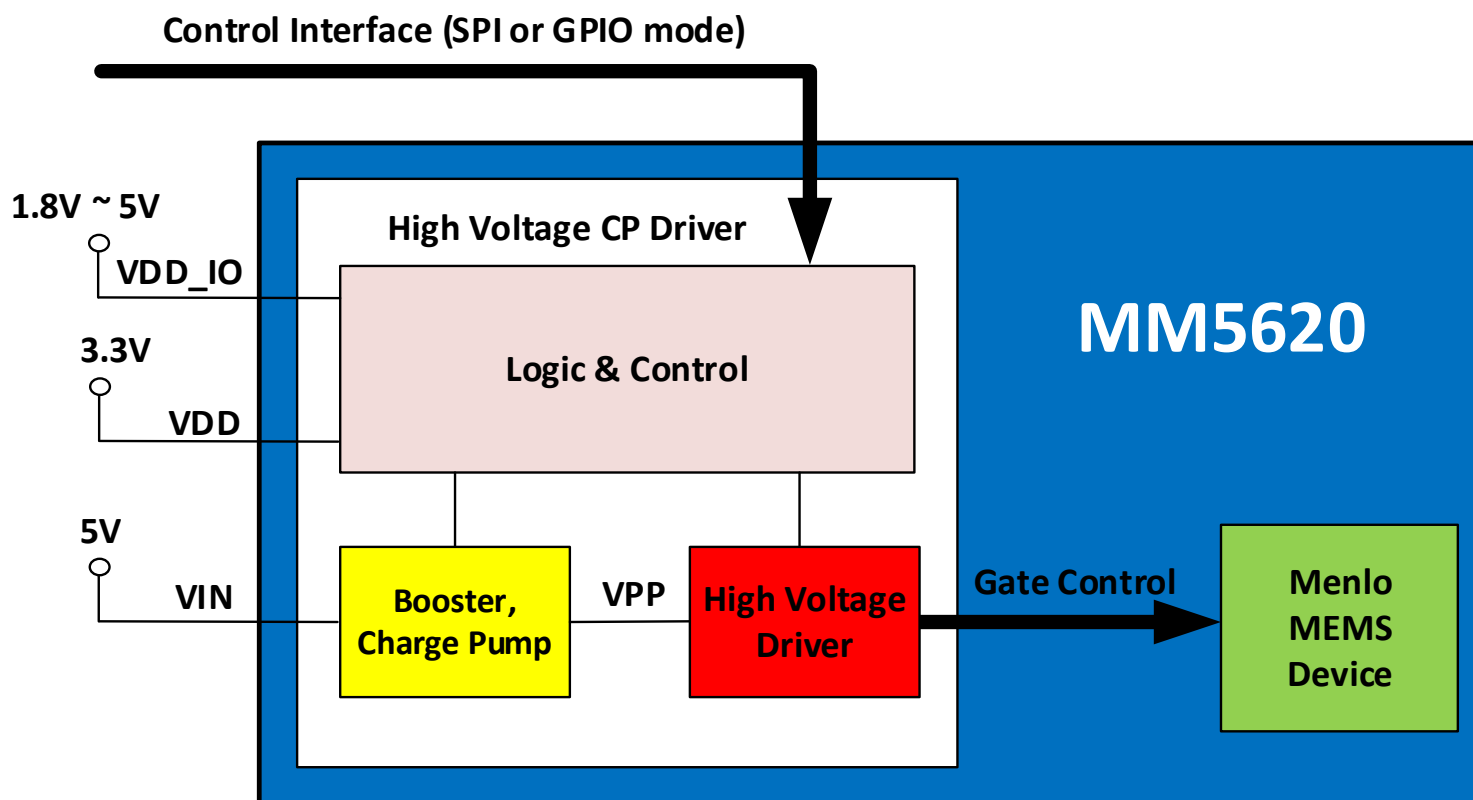 Control Interface (SPI or GPIO mode)
1.8V ~ 5V
VDD_IO
High Voltage CP Driver
MM5620
3.3V
Logic & Control
VDD
5V
VIN
Booster,
Charge Pump
VPP
High Voltage
Driver
Gate Control
Menlo
MEMS
Device